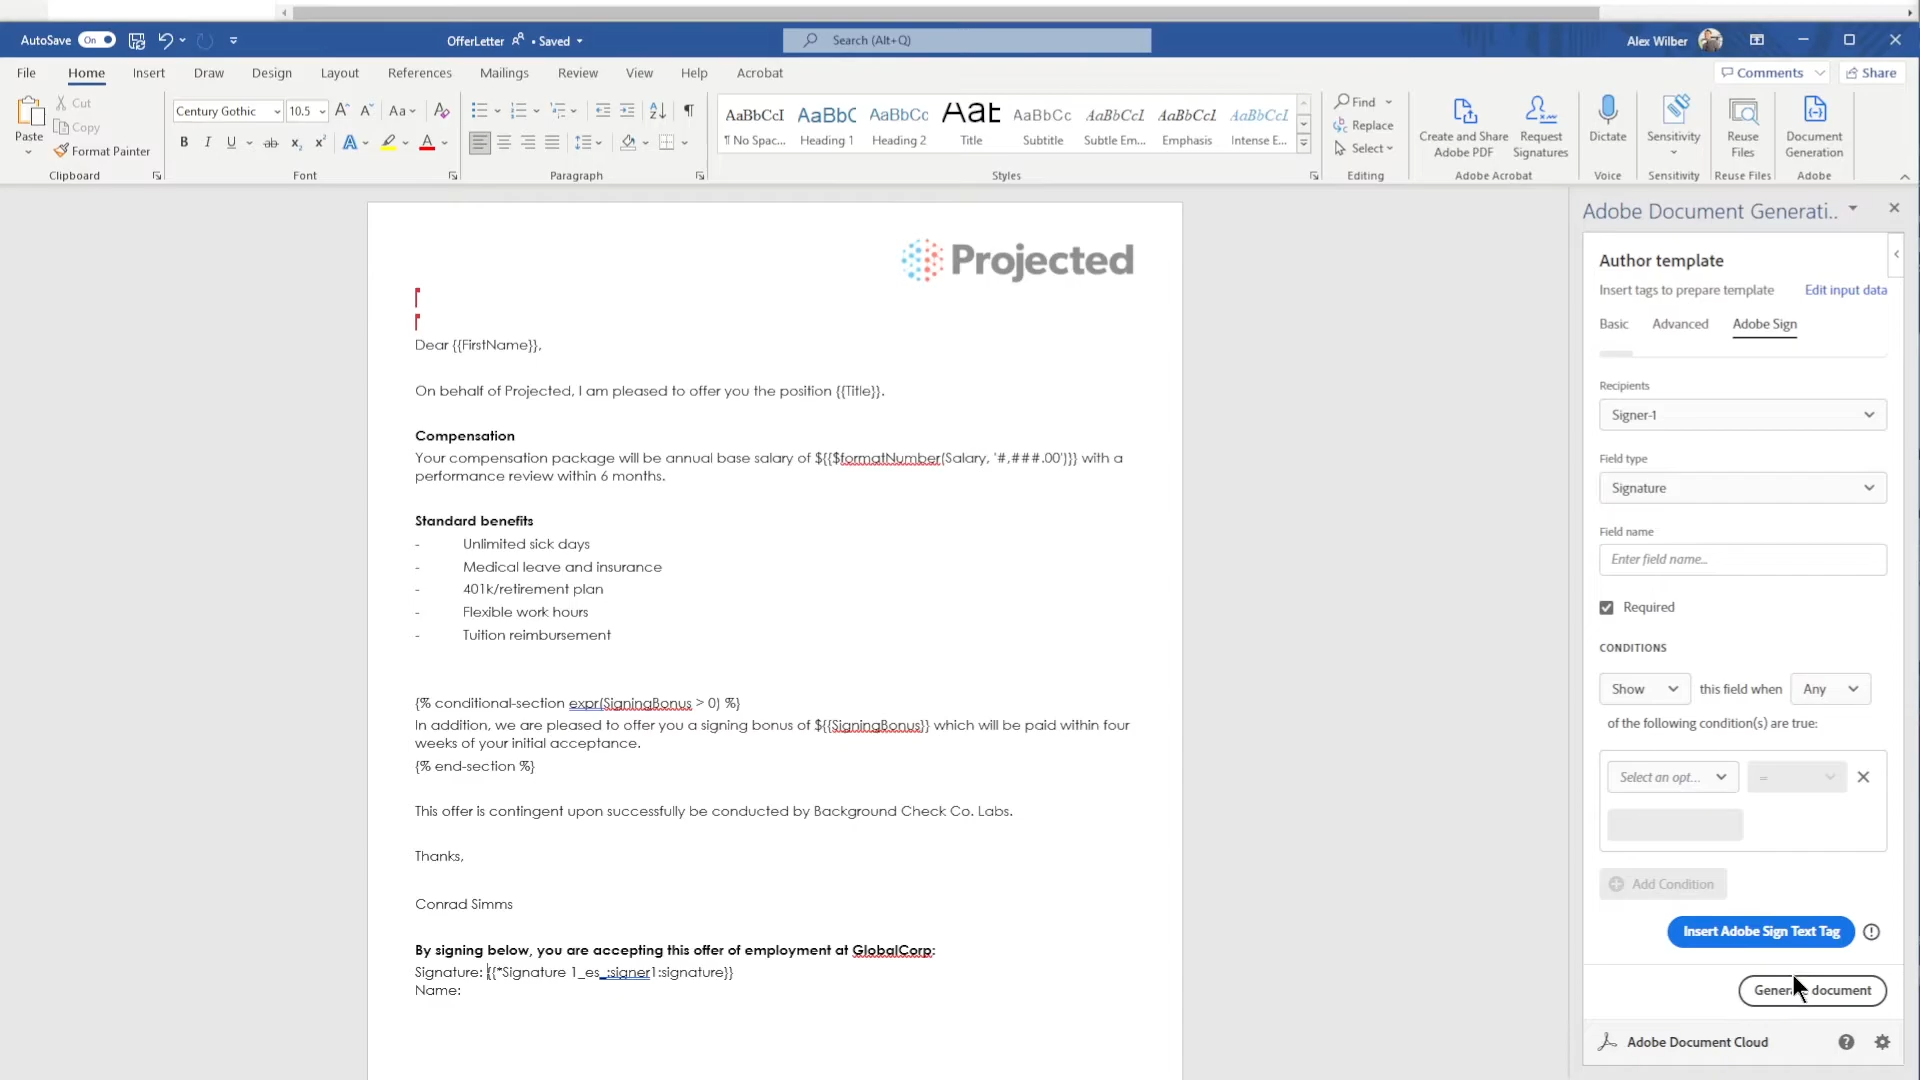 AutoSave On OfferLetter • Saved Search (Alt+Q) Alex Wilber
File Home Insert Draw Design Layout References Mailings Review View Help Acrobat Comments Share
Paste
Cut
Copy
Format Painter
Clipboard
Century Gothic 10.5 Aa
B I U ab x₂ x² A A
Font
Paragraph
AaBbCcI AaBbC AaBbCc AaB AaBbCc AaBbCcI AaBbCcI AaBbCcI
¶ No Spac... Heading 1 Heading 2 Title Subtitle Subtle Em... Emphasis Intense E...
Styles
Find
Replace
Select
Editing
Create and Share
Adobe PDF
Request
Signatures
Adobe Acrobat
Dictate
Voice
Sensitivity
Sensitivity
Reuse
Files
Reuse Files
Document
Generation
Adobe
Projected
Dear {{FirstName}},
On behalf of Projected, I am pleased to offer you the position {{Title}}.
Compensation
Your compensation package will be annual base salary of ${{$formatNumber(Salary, '#,###.00')}} with a
performance review within 6 months.
Standard benefits
- Unlimited sick days
- Medical leave and insurance
- 401k/retirement plan
- Flexible work hours
- Tuition reimbursement
{% conditional-section expr(SigningBonus > 0) %}
In addition, we are pleased to offer you a signing bonus of ${{SigningBonus}} which will be paid within four
weeks of your initial acceptance.
{% end-section %}
This offer is contingent upon successfully be conducted by Background Check Co. Labs.
Thanks,
Conrad Simms
By signing below, you are accepting this offer of employment at GlobalCorp:
Signature: {{*Signature 1_es_:signer1:signature}}
Name:
Adobe Document Generati..
Author template
Insert tags to prepare template Edit input data
Basic Advanced Adobe Sign
Recipients
Signer-1
Field type
Signature
Field name
Enter field name...
Required
CONDITIONS
Show this field when Any
of the following condition(s) are true:
Select an opt... =
Add Condition
Insert Adobe Sign Text Tag
Generate document
Adobe Document Cloud